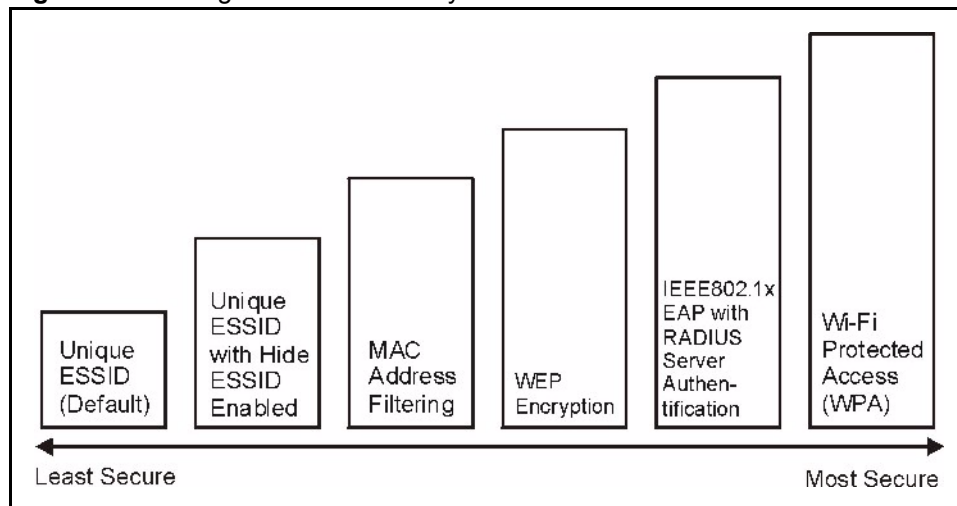 Unique
ESSID
(Default)
Unique
ESSID
with Hide
ESSID
Enabled
MAC
Address
Filtering
WEP
Encryption
IEEE802.1x
EAP with
RADIUS
Server
Authen-
tification
Wi-Fi
Protected
Access
(WPA)
Least Secure
Most Secure